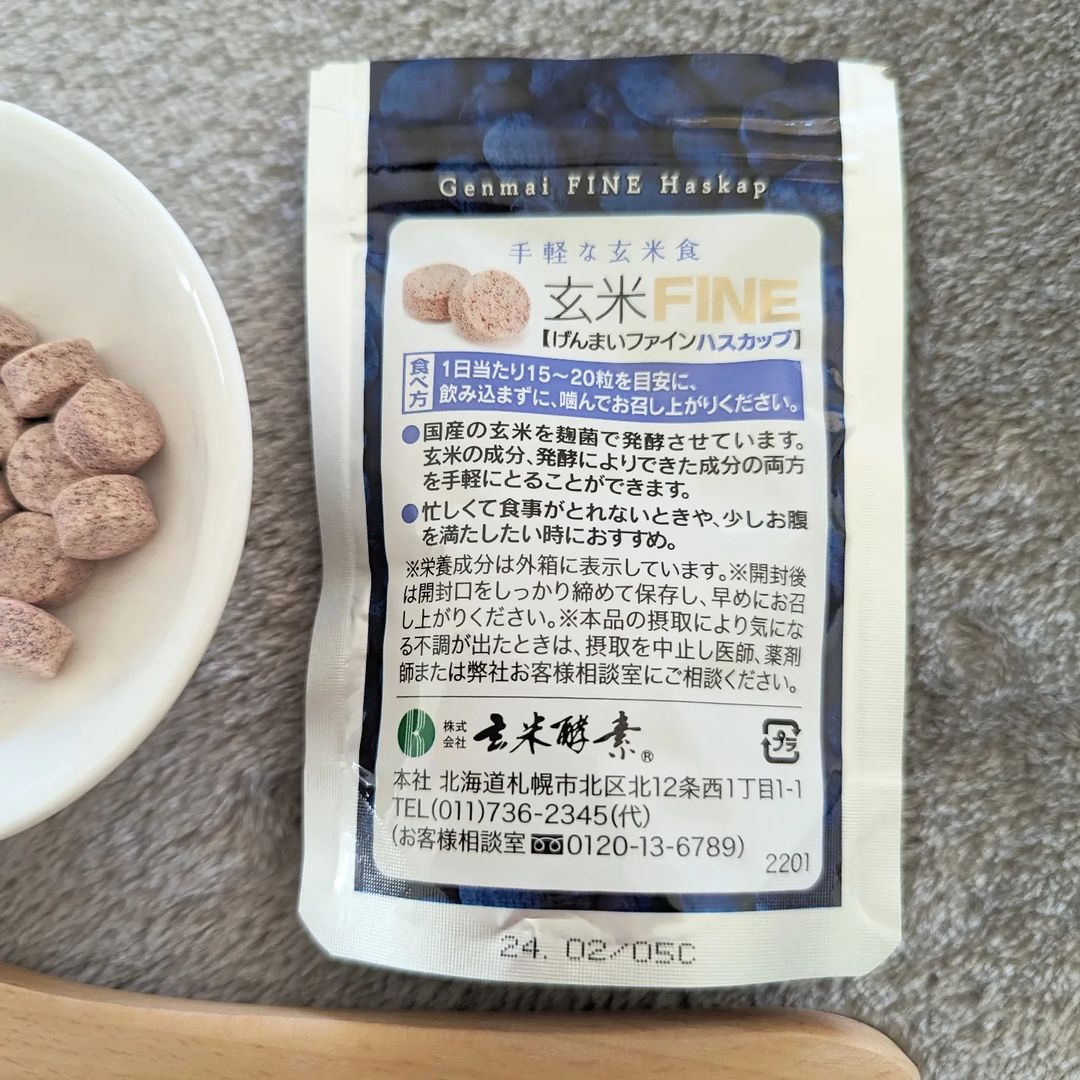 Genmai FINE Haskap
手軽な玄米食
玄米FINE
【げんまいファインハスカップ】
食べ方
1日当たり15～20粒を目安に、
飲み込まずに、噛んでお召し上がりください。
●国産の玄米を麹菌で発酵させています。
玄米の成分、発酵によりできた成分の両方
を手軽にとることができます。
●忙しくて食事がとれないときや、少しお腹
を満たしたい時におすすめ。
※栄養成分は外箱に表示しています。※開封後
は開封口をしっかり締めて保存し、早めにお召
し上がりください。※本品の摂取により気にな
る不調が出たときは、摂取を中止し医師、薬剤
師または弊社お客様相談室にご相談ください。
株式会社 玄米酵素®
プラ
本社 北海道札幌市北区北12条西1丁目1-1
TEL(011)736-2345(代)
(お客様相談室 0120-13-6789)
2201
24. 02/05C